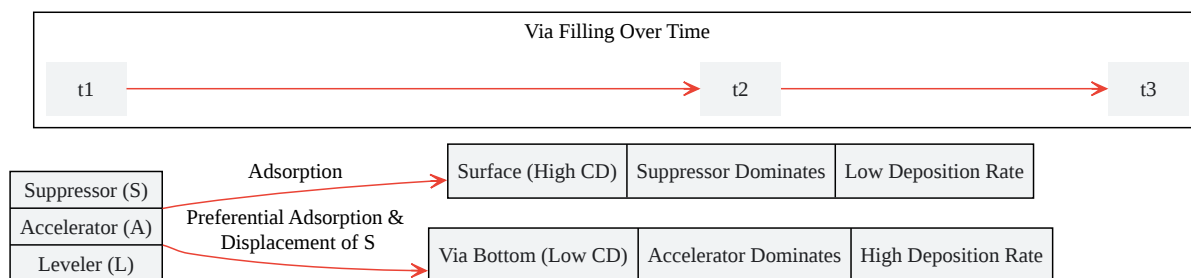 Via Filling Over Time
t1
t2
t3
Suppressor (S)
Accelerator (A)
Leveler (L)
Adsorption
Preferential Adsorption &
Displacement of S
Surface (High CD)
Suppressor Dominates
Low Deposition Rate
Via Bottom (Low CD)
Accelerator Dominates
High Deposition Rate